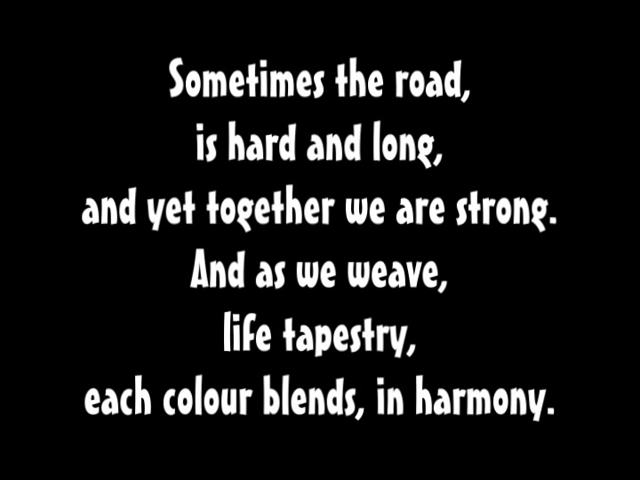 Sometimes the road,
is hard and long,
and yet together we are strong.
And as we weave,
life tapestry,
each colour blends, in harmony.